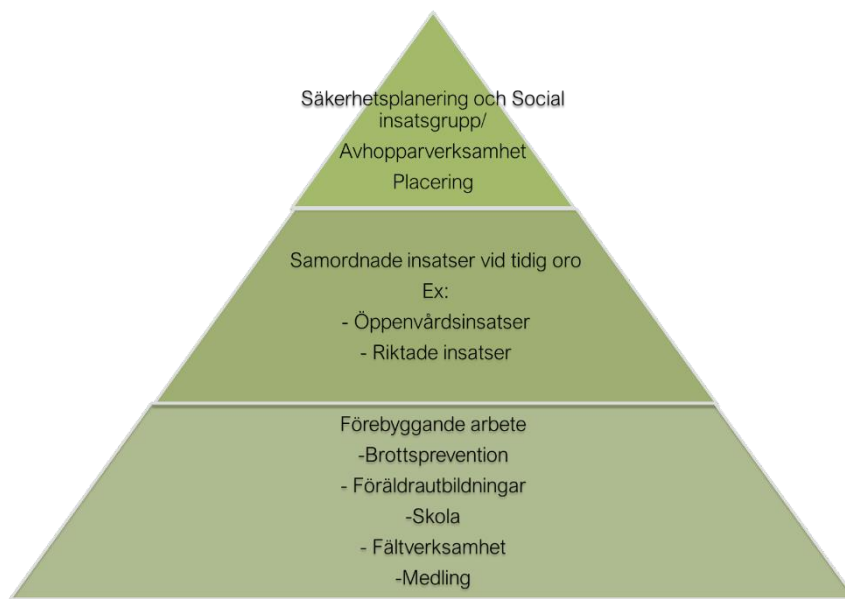 Säkerhetsplanering och Social
insatsgrupp/
Avhopparverksamhet
Placering
Samordnade insatser vid tidig oro
Ex:
- Öppenvårdsinsatser
- Riktade insatser
Förebyggande arbete
-Brottsprevention
- Föräldrautbildningar
-Skola
- Fältverksamhet
-Medling